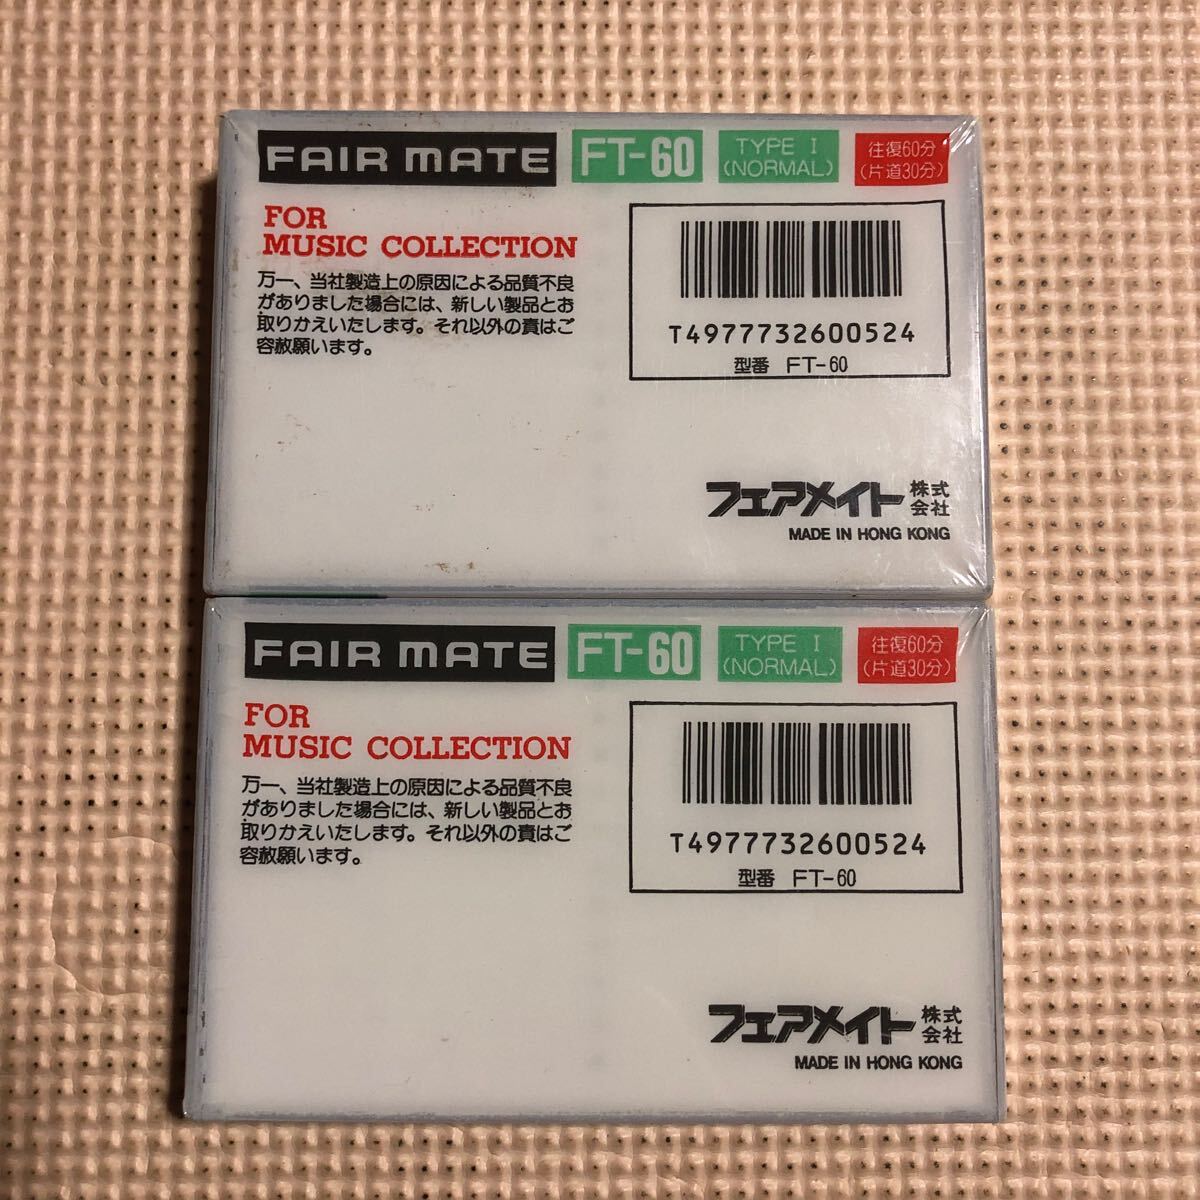 FAIR MATE FT-60 TYPE I (NORMAL) 往復60分 (片道30分)
FOR
MUSIC COLLECTION
万一、当社製造上の原因による品質不良
がありました場合には、新しい製品とお
取りかえいたします。それ以外の責はご
容赦願います。
T4977732600524
型番 FT-60
フェアメイト 株式会社
MADE IN HONG KONG
FAIR MATE FT-60 TYPE I (NORMAL) 往復60分 (片道30分)
FOR
MUSIC COLLECTION
万一、当社製造上の原因による品質不良
がありました場合には、新しい製品とお
取りかえいたします。それ以外の責はご
容赦願います。
T4977732600524
型番 FT-60
フェアメイト 株式会社
MADE IN HONG KONG